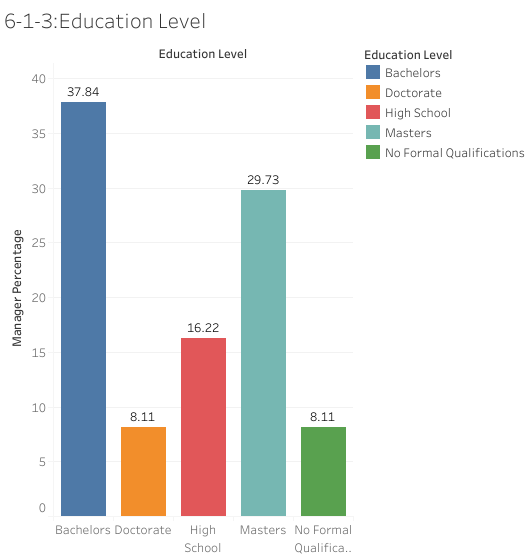 6-1-3:Education Level
Education Level
Education Level
Bachelors
Doctorate
High School
Masters
No Formal Qualifications
Manager Percentage
40
35
30
25
20
15
10
5
0
37.84
8.11
16.22
29.73
8.11
Bachelors Doctorate High School Masters No Formal Qualifica..